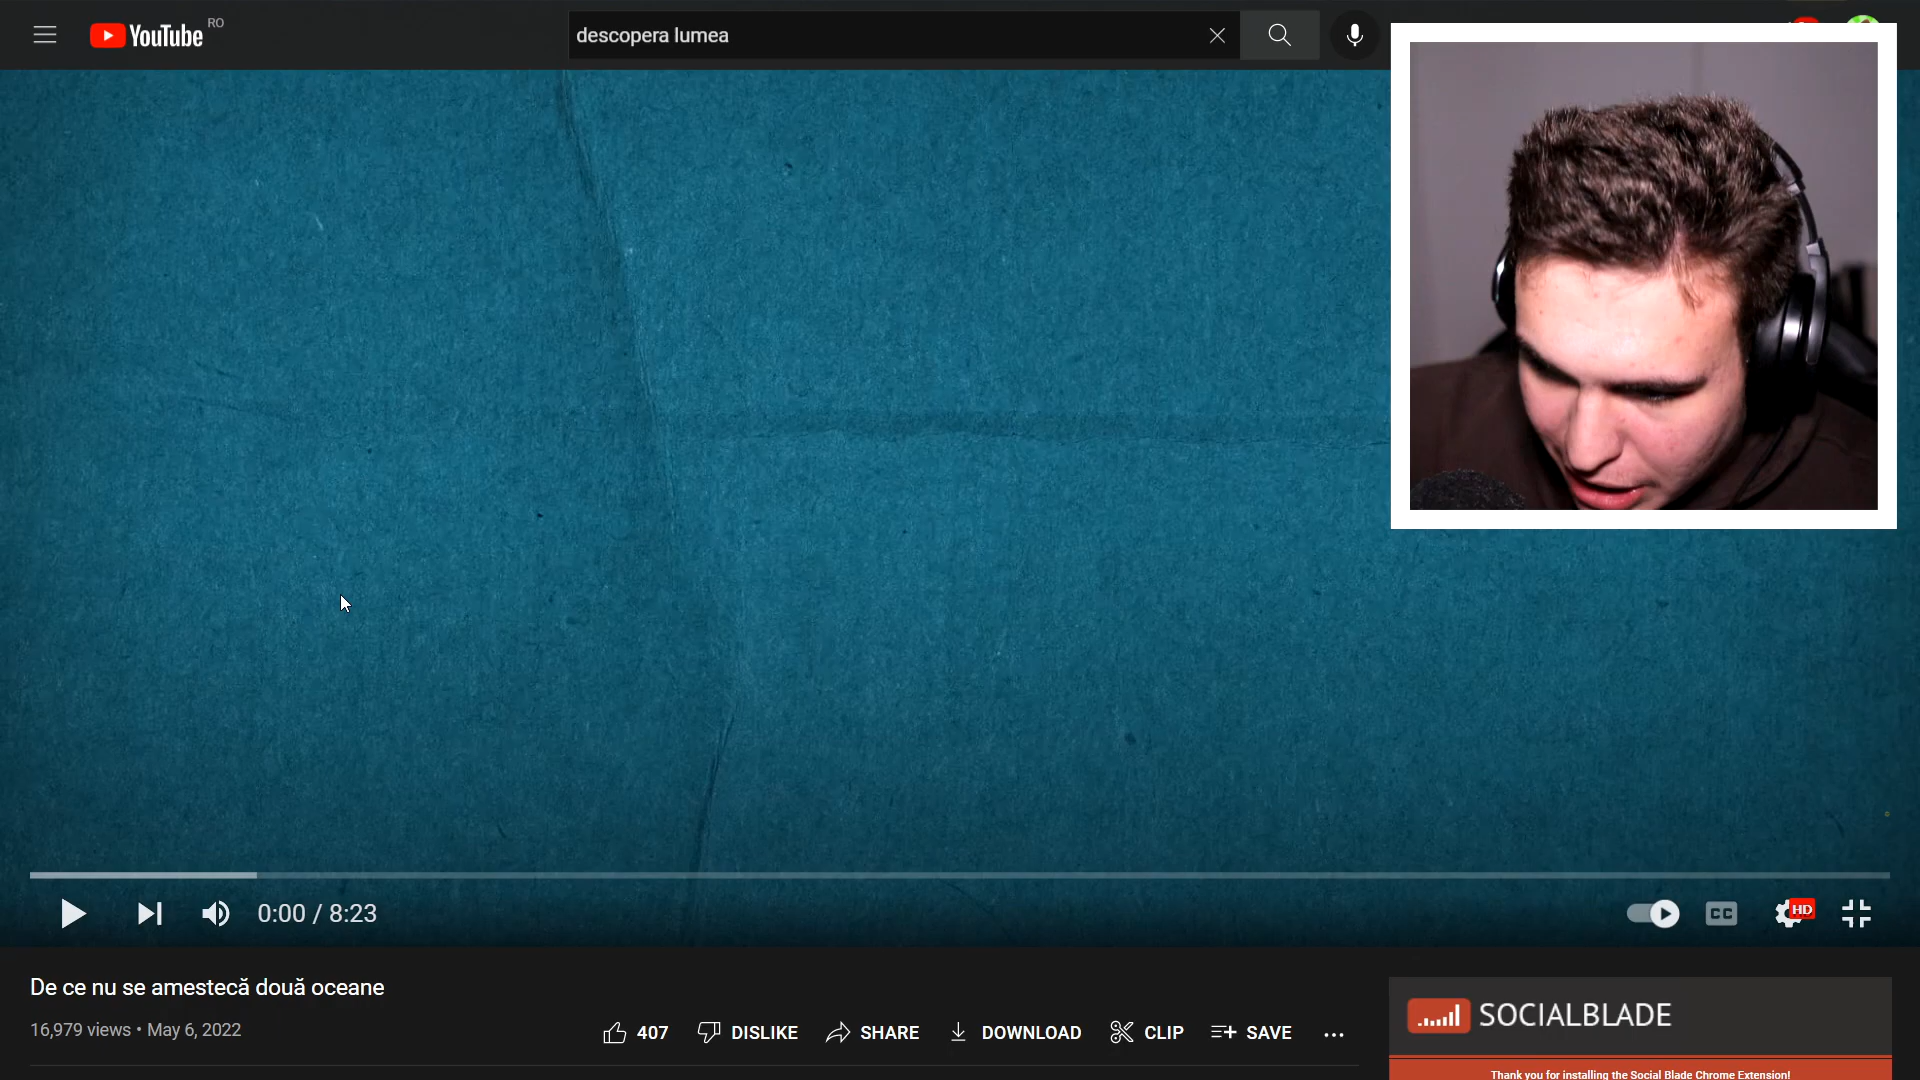 YouTube RO
descopera lumea
0:00 / 8:23
CC
HD
De ce nu se amestecă două oceane
16,979 views • May 6, 2022
407 DISLIKE SHARE DOWNLOAD CLIP SAVE ...
SOCIALBLADE
Thank you for installing the Social Blade Chrome Extension!